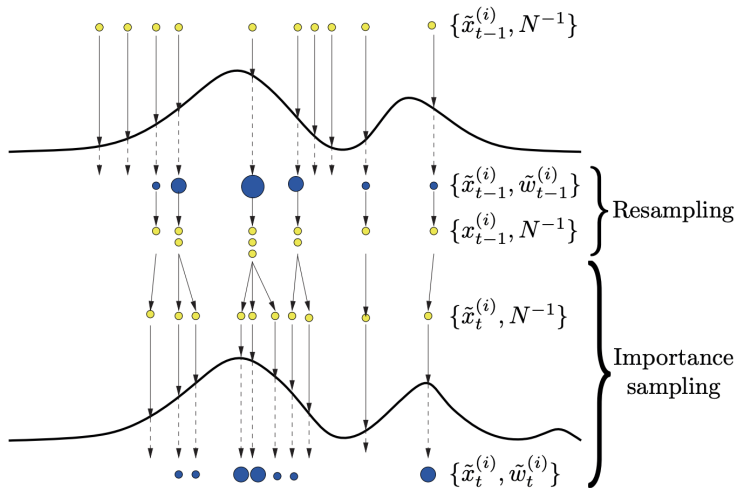 {x̃_{t-1}^{(i)}, N^{-1}}
{x̃_{t-1}^{(i)}, w̃_{t-1}^{(i)}}
Resampling
{x_{t-1}^{(i)}, N^{-1}}
{x̃_t^{(i)}, N^{-1}}
Importance
sampling
{x̃_t^{(i)}, w̃_t^{(i)}}